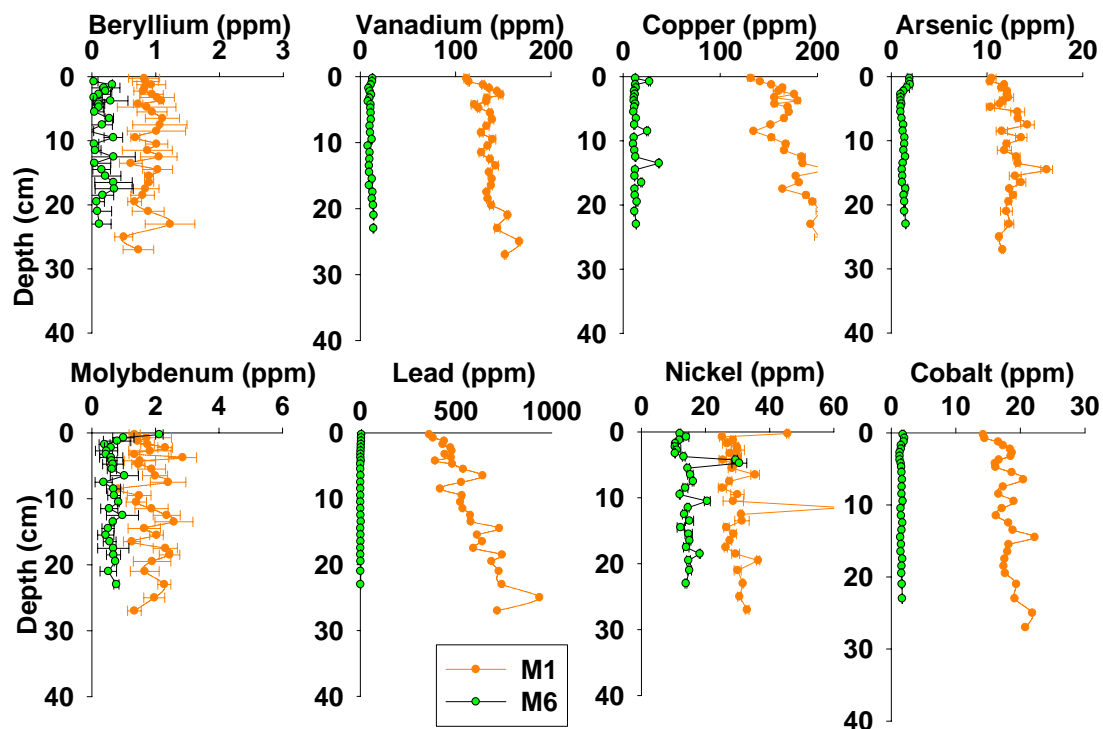 Beryllium (ppm) Vanadium (ppm) Copper (ppm) Arsenic (ppm)
0 1 2 3 0 100 200 0 50 100 150 200 0 10 20
0 0 0 0
10 10 10 10
20 20 20 20
30 30 30 30
40 40 40 40
Depth (cm)
Molybdenum (ppm) Lead (ppm) Nickel (ppm) Cobalt (ppm)
0 2 4 6 0 500 1000 0 20 40 60 0 10 20 30
0 0 0 0
10 10 10 10
20 20 20 20
30 30 30 30
40 40 40 40
Depth (cm)
M1
M6